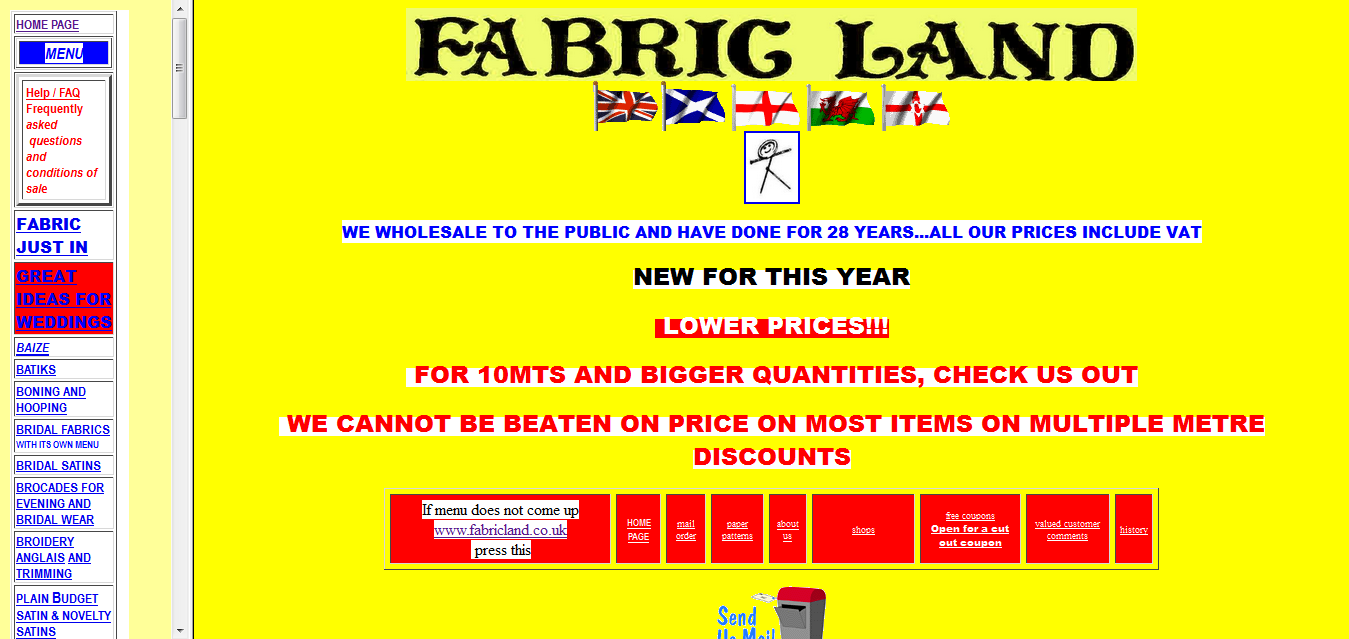 HOME PAGE
MENU
Help / FAQ
Frequently
asked
questions
and
conditions of
sale
FABRIC
JUST IN
GREAT
IDEAS FOR
WEDDINGS
BAIZE
BATIKS
BONING AND
HOOPING
BRIDAL FABRICS
WITH ITS OWN MENU
BRIDAL SATINS
BROCADES FOR
EVENING AND
BRIDAL WEAR
BROIDERY
ANGLAIS AND
TRIMMING
PLAIN BUDGET
SATIN & NOVELTY
SATINS
FABRIC LAND
WE WHOLESALE TO THE PUBLIC AND HAVE DONE FOR 28 YEARS...ALL OUR PRICES INCLUDE VAT
NEW FOR THIS YEAR
LOWER PRICES!!!
FOR 10MTS AND BIGGER QUANTITIES, CHECK US OUT
WE CANNOT BE BEATEN ON PRICE ON MOST ITEMS ON MULTIPLE METRE
DISCOUNTS
If menu does not come up
www.fabricland.co.uk
press this
HOME
PAGE
mail
order
paper
patterns
about
us
shops
free coupons
Open for a cut
out coupon
valued customer
comments
history
Send
Us Mail